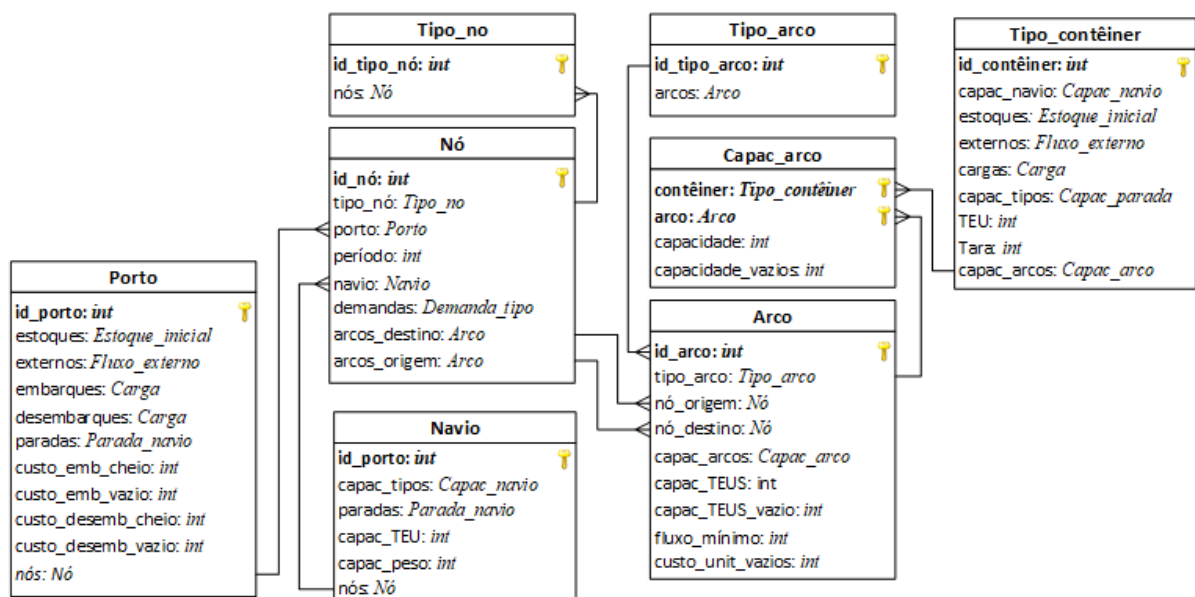 Tipo_no
id_tipo_nó: int
nós: Nó
Tipo_arco
id_tipo_arco: int
arcos: Arco
Tipo_contêiner
id_contêiner: int
capac_navio: Capac_navio
estoques: Estoque_inicial
externos: Fluxo_externo
cargas: Carga
capac_tipos: Capac_parada
TEU: int
Tara: int
capac_arcos: Capac_arco
Nó
id_nó: int
tipo_nó: Tipo_no
porto: Porto
período: int
navio: Navio
demandas: Demanda_tipo
arcos_destino: Arco
arcos_origem: Arco
Capac_arco
contêiner: Tipo_contêiner
arco: Arco
capacidade: int
capacidade_vazios: int
Porto
id_porto: int
estoques: Estoque_inicial
externos: Fluxo_externo
embarques: Carga
desembarques: Carga
paradas: Parada_navio
custo_emb_cheio: int
custo_emb_vazio: int
custo_desemb_cheio: int
custo_desemb_vazio: int
nós: Nó
Navio
id_porto: int
capac_tipos: Capac_navio
paradas: Parada_navio
capac_TEU: int
capac_peso: int
nós: Nó
Arco
id_arco: int
tipo_arco: Tipo_arco
nó_origem: Nó
nó_destino: Nó
capac_arcos: Capac_arco
capac_TEUS: int
capac_TEUS_vazio: int
fluxo_mínimo: int
custo_unit_vazios: int